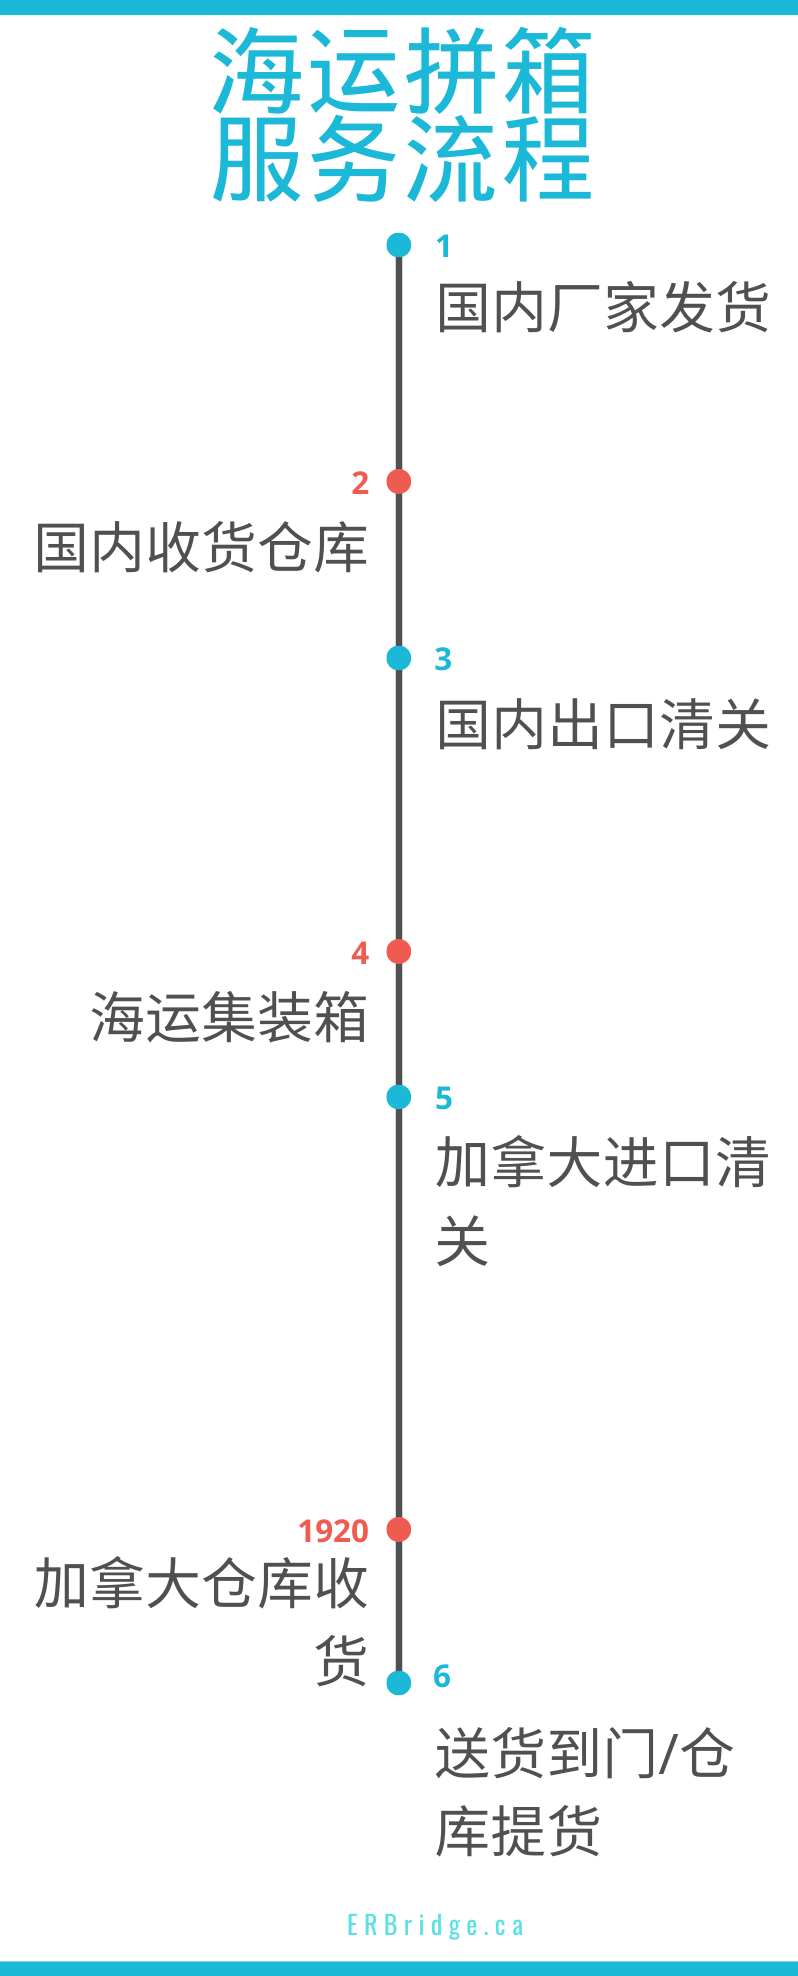 海运拼箱
服务流程
1
国内厂家发货
2
国内收货仓库
3
国内出口清关
4
海运集装箱
5
加拿大进口清
关
1920
加拿大仓库收
货
6
送货到门/仓
库提货
ERBridge.ca